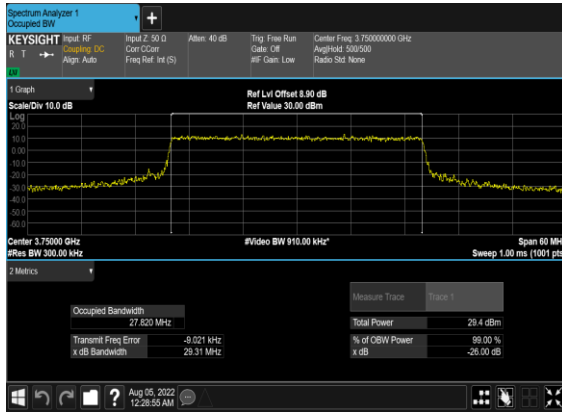 Spectrum Analyzer 1
Occupied BW
+
KEYSIGHT Input: RF Input Z: 50 Ω Atten: 40 dB Trig: Free Run Center Freq: 3.750000000 GHz
R T Coupling: DC Corr CCorr Gate: Off Avg|Hold: 500/500
Align: Auto Freq Ref: Int (S) #IF Gain: Low Radio Std: None
LV
1 Graph
Ref Lvl Offset 8.90 dB
Scale/Div 10.0 dB Ref Value 30.00 dBm
Log
20.0
10.0
0.00
-10.0
-20.0
-30.0
-40.0
-50.0
-60.0
Center 3.75000 GHz #Video BW 910.00 kHz* Span 60 MH
#Res BW 300.00 kHz Sweep 1.00 ms (1001 pts
2 Metrics
Measure Trace Trace 1
Occupied Bandwidth
27.820 MHz
Total Power 29.4 dBm
Transmit Freq Error -9.021 kHz % of OBW Power 99.00 %
x dB Bandwidth 29.31 MHz x dB -26.00 dB
? Aug 05, 2022
12:28:55 AM